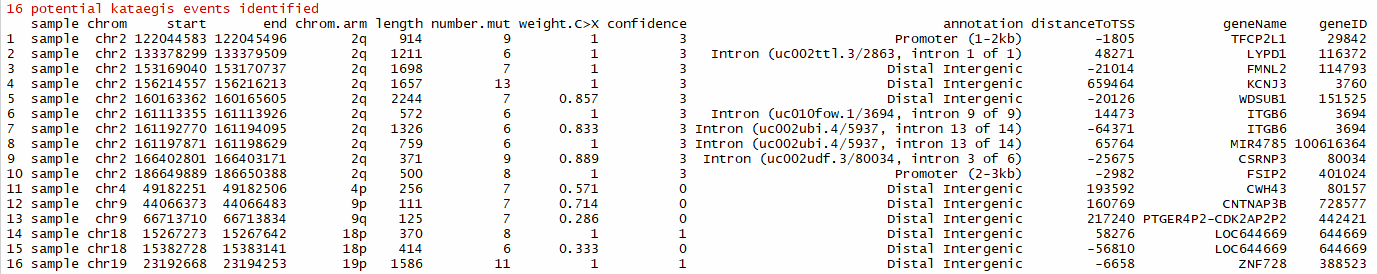 16 potential kataegis events identified
sample chrom start end chrom.arm length number.mut weight.C>X confidence annotation distanceToTSS geneName geneID
1 sample chr2 122044583 122045496 2q 914 9 1 3 Promoter (1-2kb) -1805 TFCP2L1 29842
2 sample chr2 133378299 133379509 2q 1211 6 1 3 Intron (uc002ttl.3/2863, intron 1 of 1) 48271 LYPD1 116372
3 sample chr2 153169040 153170737 2q 1698 7 1 3 Distal Intergenic -21014 FMNL2 114793
4 sample chr2 156214557 156216213 2q 1657 13 1 3 Distal Intergenic 659464 KCNJ3 3760
5 sample chr2 160163362 160165605 2q 2244 7 0.857 3 Distal Intergenic -20126 WDSUB1 151525
6 sample chr2 161113355 161113926 2q 572 6 1 3 Intron (uc010fow.1/3694, intron 9 of 9) 14473 ITGB6 3694
7 sample chr2 161192770 161194095 2q 1326 6 0.833 3 Intron (uc002ubi.4/5937, intron 13 of 14) -64371 ITGB6 3694
8 sample chr2 161197871 161198629 2q 759 6 1 3 Intron (uc002ubi.4/5937, intron 13 of 14) 65764 MIR4785 100616364
9 sample chr2 166402801 166403171 2q 371 9 0.889 3 Intron (uc002udf.3/80034, intron 3 of 6) -25675 CSRNP3 80034
10 sample chr2 186649889 186650388 2q 500 8 1 3 Promoter (2-3kb) -2982 FSIP2 401024
11 sample chr4 49182251 49182506 4p 256 7 0.571 0 Distal Intergenic 193592 CWH43 80157
12 sample chr9 44066373 44066483 9p 111 7 0.714 0 Distal Intergenic 160769 CNTNAP3B 728577
13 sample chr9 66713710 66713834 9q 125 7 0.286 0 Distal Intergenic 217240 PTGER4P2-CDK2AP2P2 442421
14 sample chr18 15267273 15267642 18p 370 8 1 1 Distal Intergenic 58276 LOC644669 644669
15 sample chr18 15382728 15383141 18p 414 6 0.333 0 Distal Intergenic -56810 LOC644669 644669
16 sample chr19 23192668 23194253 19p 1586 11 1 1 Distal Intergenic -6658 ZNF728 388523